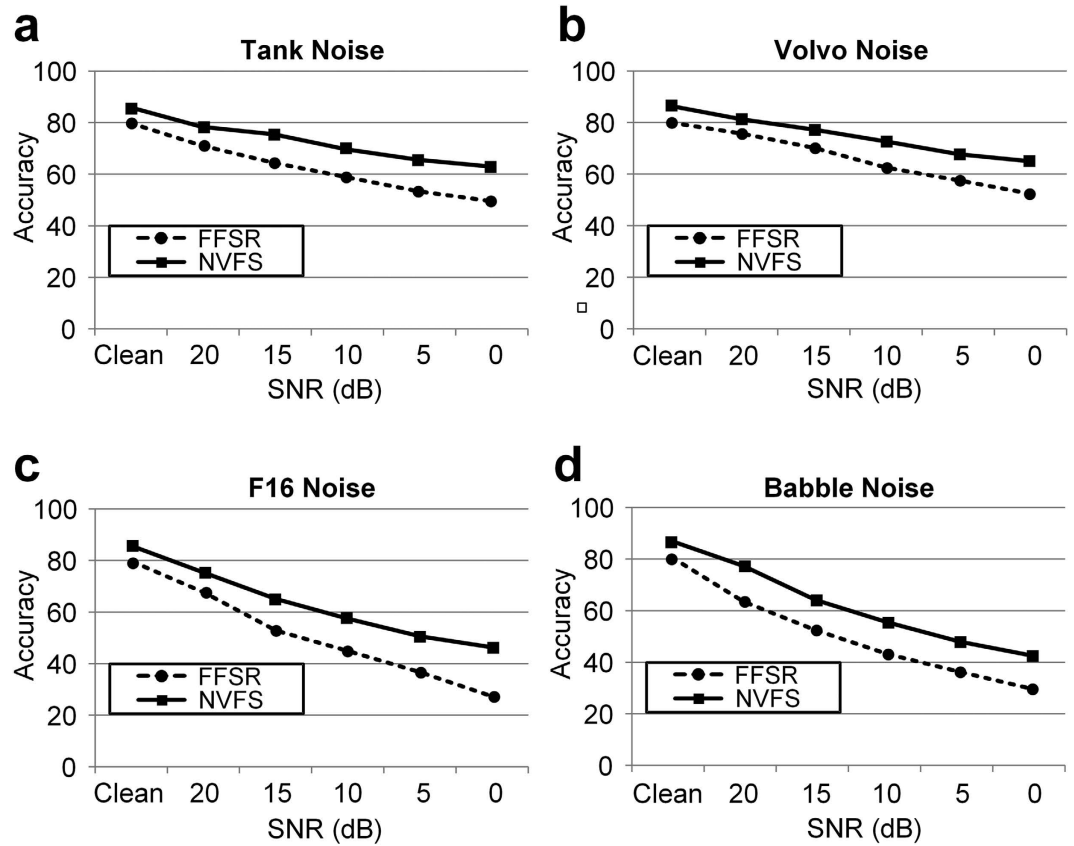 a
Tank Noise
100
80
60
40
20
0
Accuracy
FFSR
NVFS
Clean 20 15 10 5 0
SNR (dB)
b
Volvo Noise
100
80
60
40
20
0
Accuracy
FFSR
NVFS
Clean 20 15 10 5 0
SNR (dB)
c
F16 Noise
100
80
60
40
20
0
Accuracy
FFSR
NVFS
Clean 20 15 10 5 0
SNR (dB)
d
Babble Noise
100
80
60
40
20
0
Accuracy
FFSR
NVFS
Clean 20 15 10 5 0
SNR (dB)